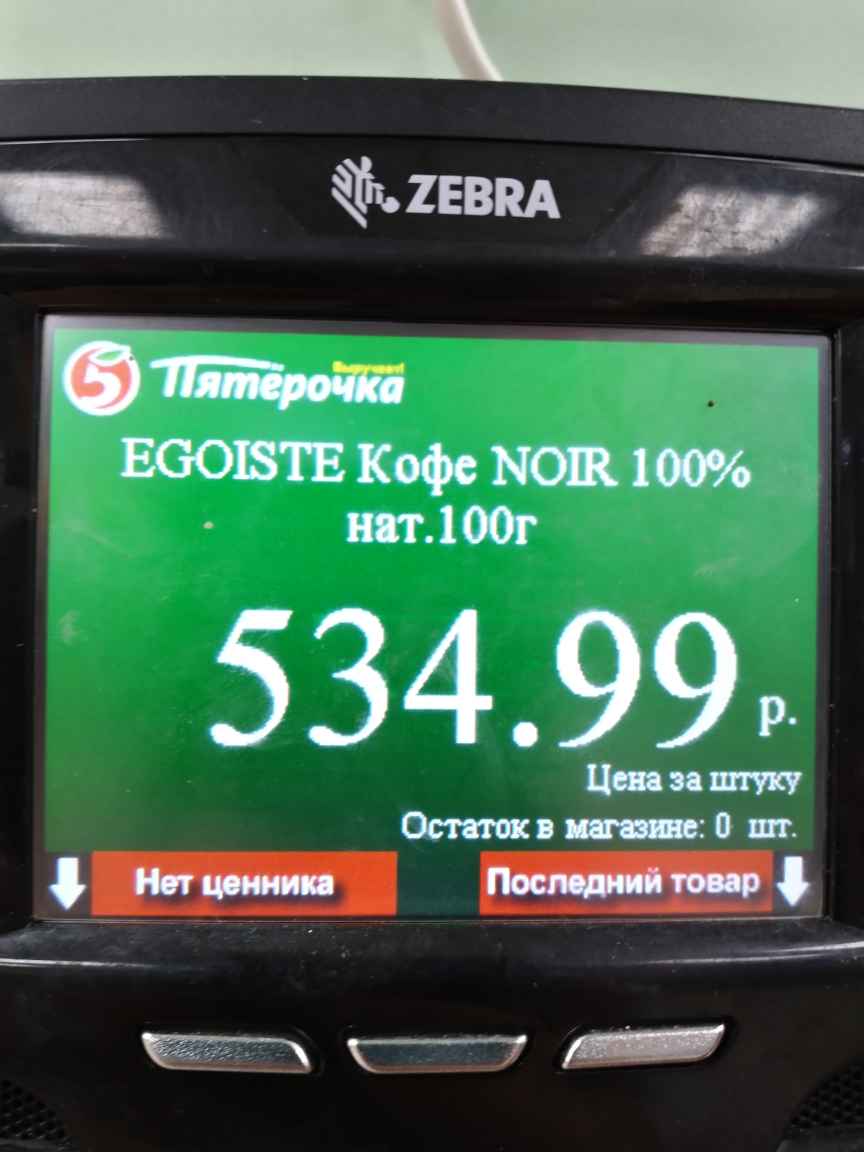 ZEBRA
5 Пятёрочка
Выручает!
EGOISTE Кофе NOIR 100%
нат.100г
534.99 р.
Цена за штуку
Остаток в магазине: 0 шт.
Нет ценника
Последний товар